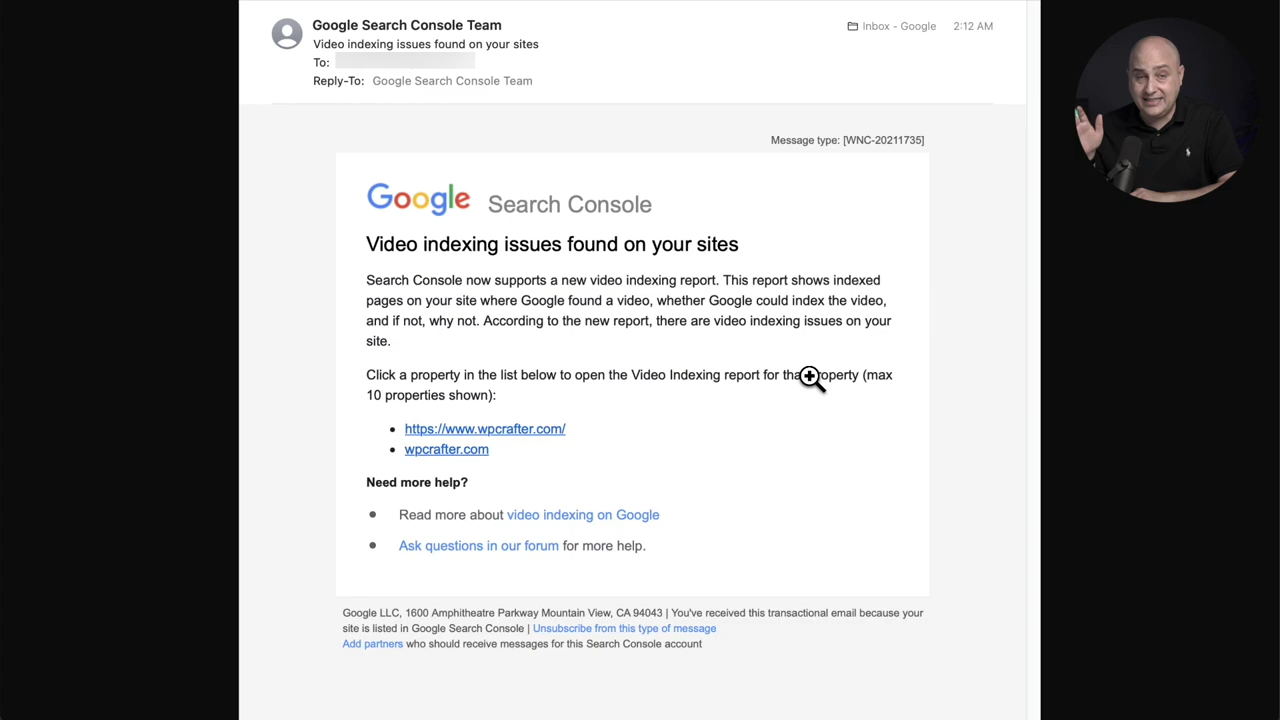 Google Search Console Team
Inbox - Google 2:12 AM
Video indexing issues found on your sites
To:
Reply-To: Google Search Console Team
Message type: [WNC-20211735]
Google Search Console
Video indexing issues found on your sites
Search Console now supports a new video indexing report. This report shows indexed
pages on your site where Google found a video, whether Google could index the video,
and if not, why not. According to the new report, there are video indexing issues on your
site.
Click a property in the list below to open the Video Indexing report for that property (max
10 properties shown):
• https://www.wpcrafter.com/
• wpcrafter.com
Need more help?
• Read more about video indexing on Google
• Ask questions in our forum for more help.
Google LLC, 1600 Amphitheatre Parkway Mountain View, CA 94043 | You've received this transactional email because your
site is listed in Google Search Console | Unsubscribe from this type of message
Add partners who should receive messages for this Search Console account